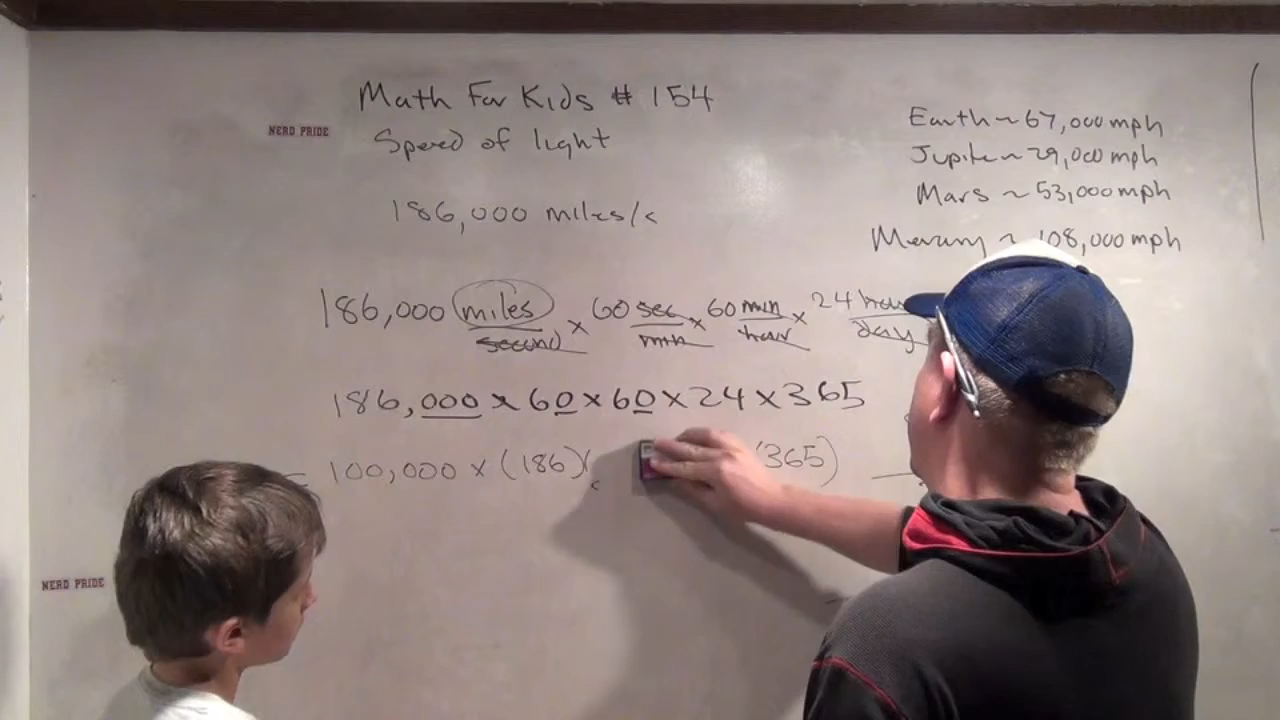 Math For Kids # 154
NERD PRIDE
Speed of light
186,000 miles/s
Earth ~ 67,000 mph
Jupiter ~ 29,000 mph
Mars ~ 53,000 mph
Mercury ~ 108,000 mph
186,000 miles/second × 60 sec/min × 60 min/hour × 24 hours/day
186,000 × 60 × 60 × 24 × 365
= 100,000 × (186)( (365)
NERD PRIDE